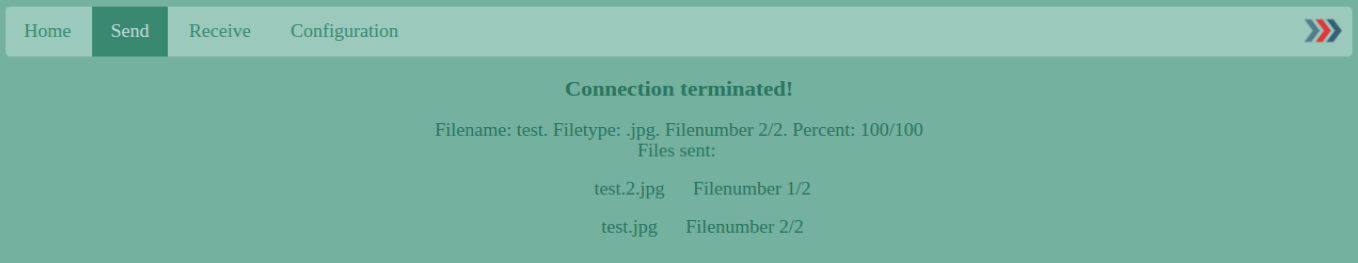 Home Send Receive Configuration
Connection terminated!
Filename: test. Filetype: .jpg. Filenumber 2/2. Percent: 100/100
Files sent:
test.2.jpg Filenumber 1/2
test.jpg Filenumber 2/2